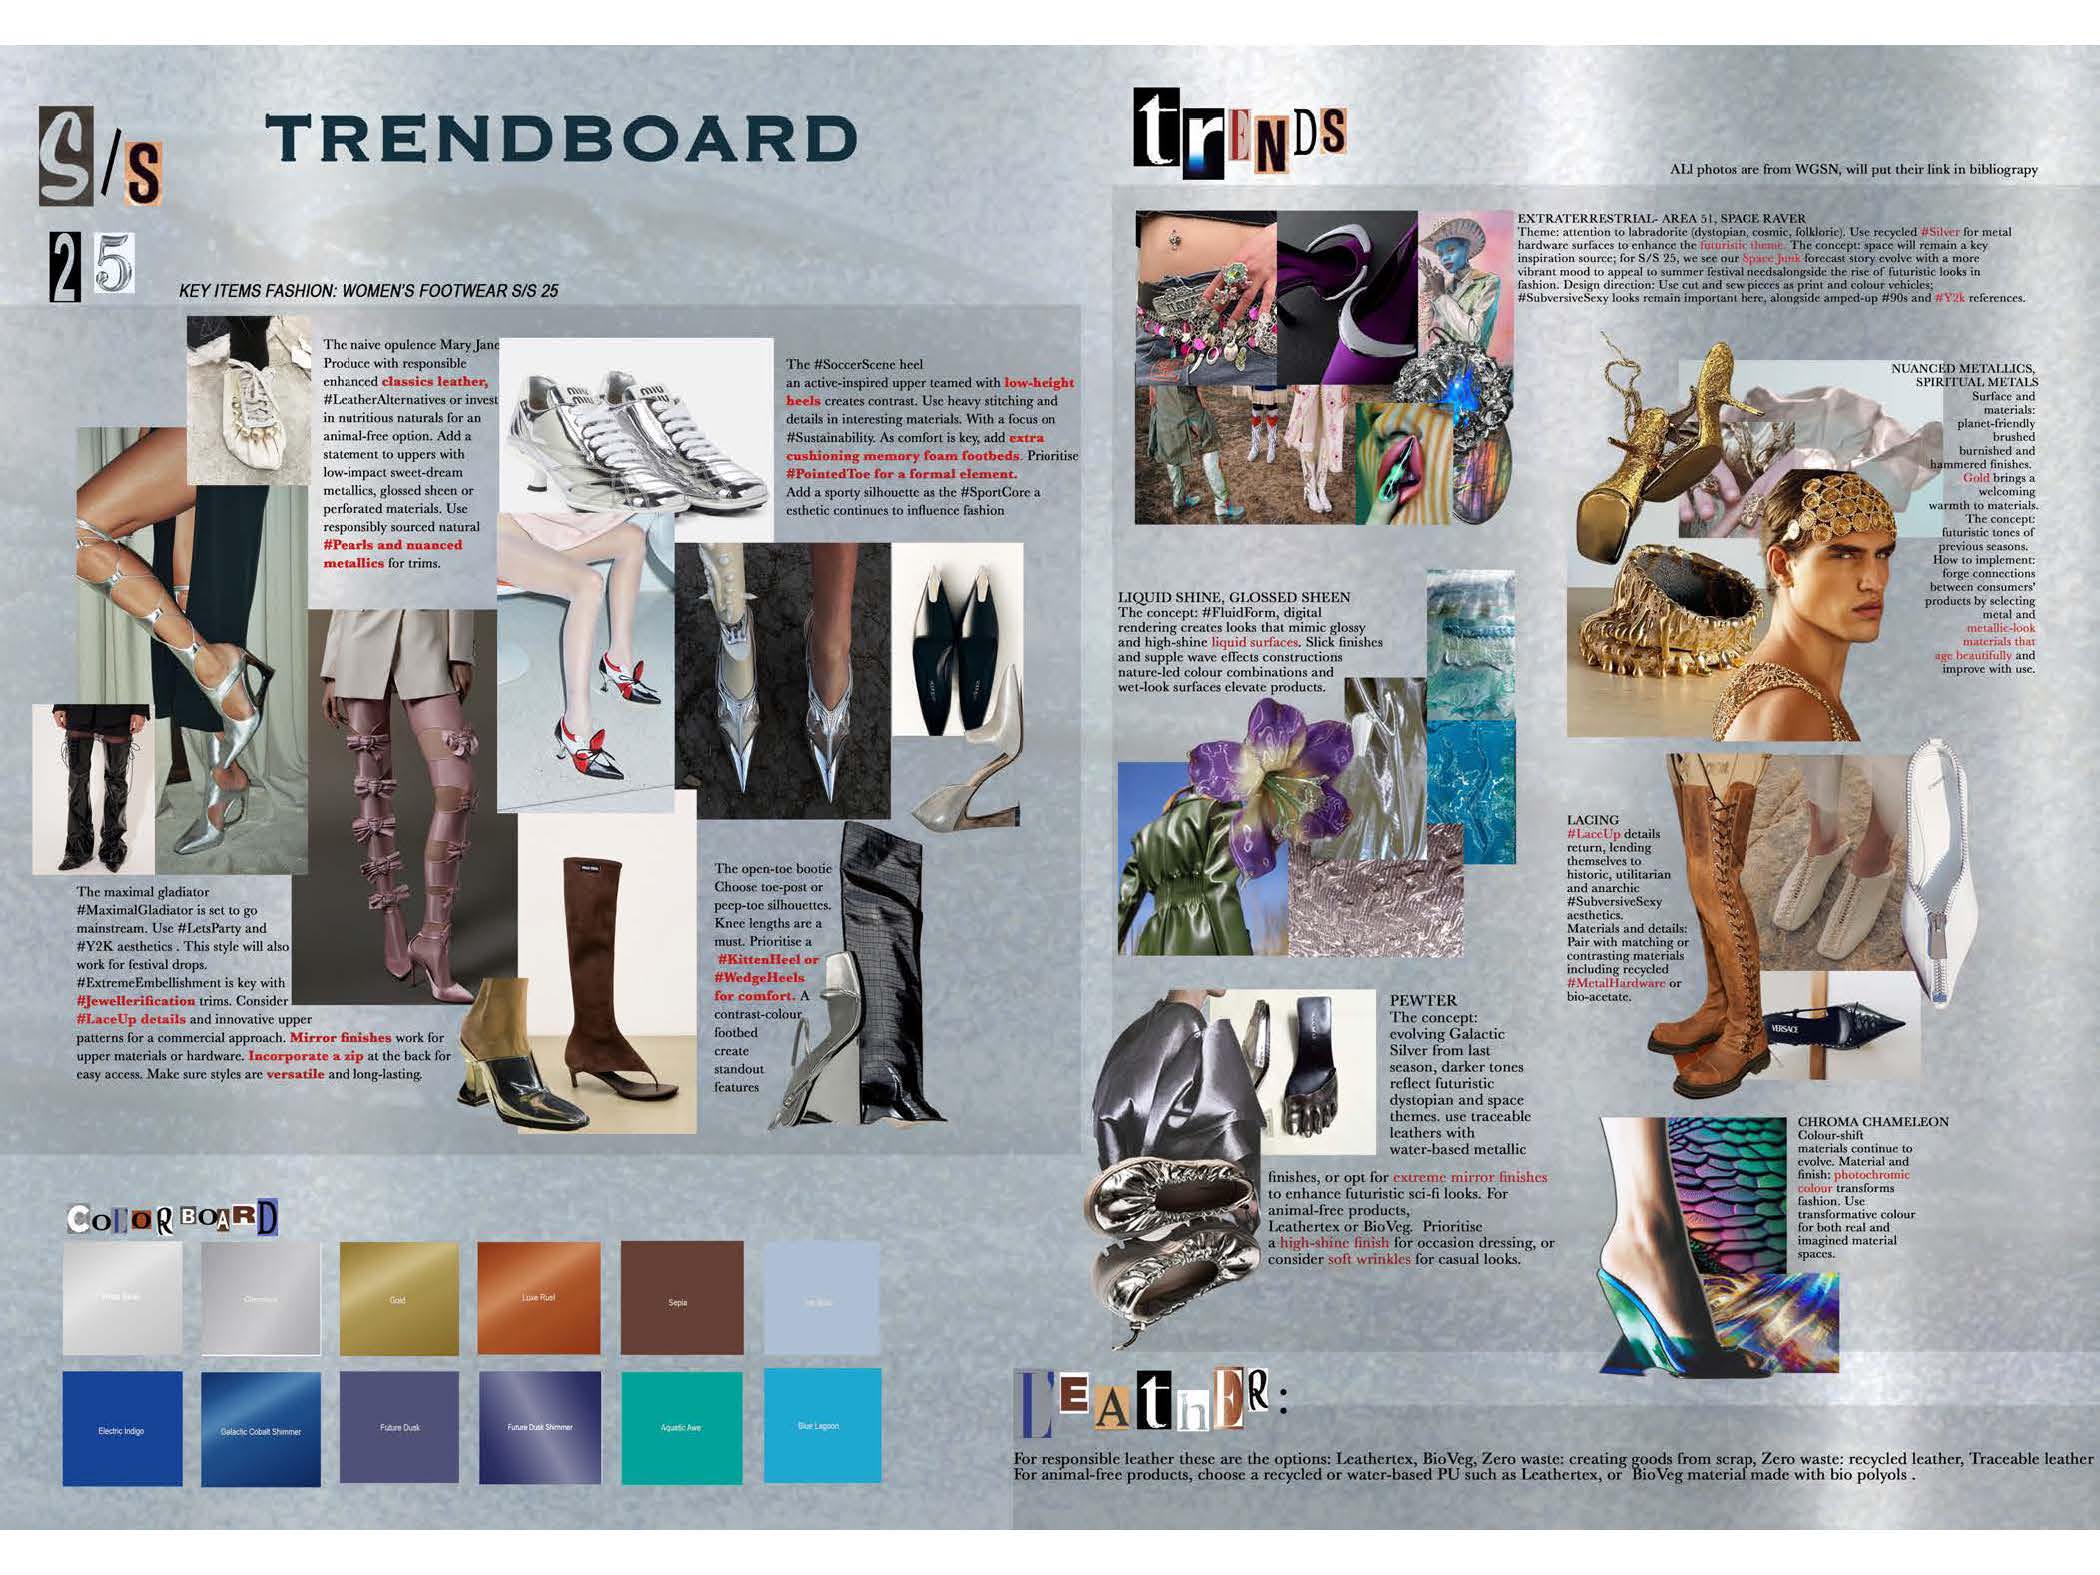 S/S
25
TRENDBOARD
KEY ITEMS FASHION: WOMEN'S FOOTWEAR S/S 25
The naive opulence Mary Jane
Produce with responsible
enhanced classics leather,
#LeatherAlternatives or invest
in nutritious naturals for an
animal-free option. Add a
statement to uppers with
low-impact sweet-dream
metallics, glossed sheen or
perforated materials. Use
responsibly sourced natural
#Pearls and nuanced
metallics for trims.
MIU MIU
The #SoccerScene heel
an active-inspired upper teamed with low-height
heels creates contrast. Use heavy stitching and
details in interesting materials. With a focus on
#Sustainability. As comfort is key, add extra
cushioning memory foam footbeds. Prioritise
#PointedToe for a formal element.
Add a sporty silhouette as the #SportCore a
esthetic continues to influence fashion
The maximal gladiator
#MaximalGladiator is set to go
mainstream. Use #LetsParty and
#Y2K aesthetics . This style will also
work for festival drops.
#ExtremeEmbellishment is key with
#Jewellerification trims. Consider
#LaceUp details and innovative upper
patterns for a commercial approach. Mirror finishes work for
upper materials or hardware. Incorporate a zip at the back for
easy access. Make sure styles are versatile and long-lasting.
The open-toe bootie
Choose toe-post or
peep-toe silhouettes.
Knee lengths are a
must. Prioritise a
#KittenHeel or
#WedgeHeels
for comfort. A
contrast-colour
footbed
create
standout
features
COLOR BOARD
Gold
Luxe Rust
Sepia
Electric Indigo
Galactic Cobalt Shimmer
Future Dusk
Future Dusk Shimmer
Aquatic Awe
Blue Lagoon
trENDS
ALl photos are from WGSN, will put their link in bibliograpy
EXTRATERRESTRIAL- AREA 51, SPACE RAVER
Theme: attention to labradorite (dystopian, cosmic, folkloric). Use recycled #Silver for metal
hardware surfaces to enhance the futuristic theme. The concept: space will remain a key
inspiration source; for S/S 25, we see our Space Junk forecast story evolve with a more
vibrant mood to appeal to summer festival needsalongside the rise of futuristic looks in
fashion. Design direction: Use cut and sew pieces as print and colour vehicles;
#SubversiveSexy looks remain important here, alongside amped-up #90s and #Y2k references.
NUANCED METALLICS,
SPIRITUAL METALS
Surface and
materials:
planet-friendly
brushed
burnished and
hammered finishes.
Gold brings a
welcoming
warmth to materials.
The concept:
futuristic tones of
previous seasons.
How to implement:
forge connections
between consumers'
products by selecting
metal and
metallic-look
materials that
age beautifully and
improve with use.
LIQUID SHINE, GLOSSED SHEEN
The concept: #FluidForm, digital
rendering creates looks that mimic glossy
and high-shine liquid surfaces. Slick finishes
and supple wave effects constructions
nature-led colour combinations and
wet-look surfaces elevate products.
LACING
#LaceUp details
return, lending
themselves to
historic, utilitarian
and anarchic
#SubversiveSexy
aesthetics.
Materials and details:
Pair with matching or
contrasting materials
including recycled
#MetalHardware or
bio-acetate.
VERSACE
PEWTER
The concept:
evolving Galactic
Silver from last
season, darker tones
reflect futuristic
dystopian and space
themes. use traceable
leathers with
water-based metallic
finishes, or opt for extreme mirror finishes
to enhance futuristic sci-fi looks. For
animal-free products,
Leathertex or BioVeg. Prioritise
a high-shine finish for occasion dressing, or
consider soft wrinkles for casual looks.
CHROMA CHAMELEON
Colour-shift
materials continue to
evolve. Material and
finish: photochromic
colour transforms
fashion. Use
transformative colour
for both real and
imagined material
spaces.
LEAthER:
For responsible leather these are the options: Leathertex, BioVeg, Zero waste: creating goods from scrap, Zero waste: recycled leather, Traceable leather
For animal-free products, choose a recycled or water-based PU such as Leathertex, or BioVeg material made with bio polyols .